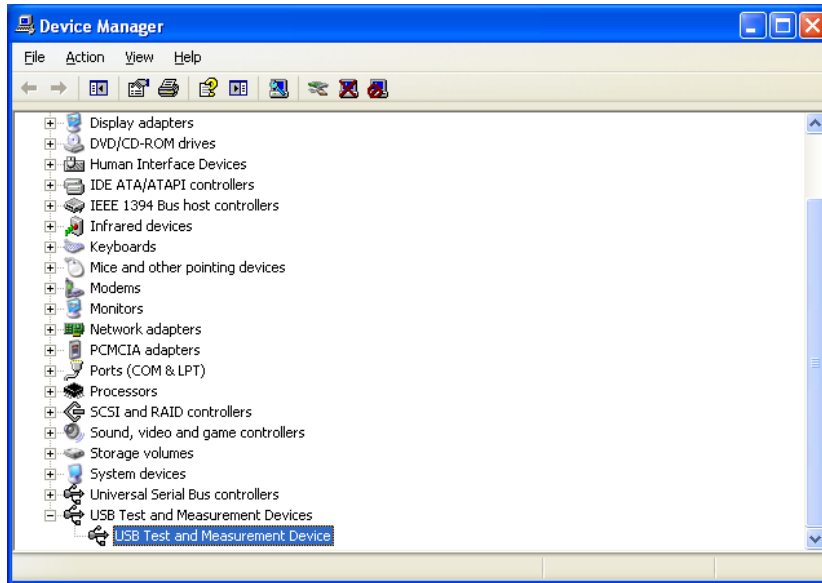 Device Manager
File Action View Help
Display adapters
DVD/CD-ROM drives
Human Interface Devices
IDE ATA/ATAPI controllers
IEEE 1394 Bus host controllers
Infrared devices
Keyboards
Mice and other pointing devices
Modems
Monitors
Network adapters
PCMCIA adapters
Ports (COM & LPT)
Processors
SCSI and RAID controllers
Sound, video and game controllers
Storage volumes
System devices
Universal Serial Bus controllers
USB Test and Measurement Devices
USB Test and Measurement Device